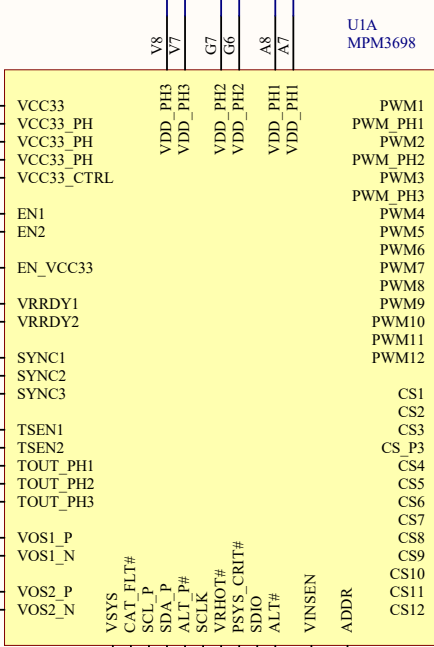 U1A
MPM3698
V8
V7
G7
G6
A8
A7
VDD_PH3
VDD_PH3
VDD_PH2
VDD_PH2
VDD_PH1
VDD_PH1
VCC33
VCC33_PH
VCC33_PH
VCC33_PH
VCC33_CTRL
EN1
EN2
EN_VCC33
VRRDY1
VRRDY2
SYNC1
SYNC2
SYNC3
TSEN1
TSEN2
TOUT_PH1
TOUT_PH2
TOUT_PH3
VOS1_P
VOS1_N
VOS2_P
VOS2_N
PWM1
PWM_PH1
PWM2
PWM_PH2
PWM3
PWM_PH3
PWM4
PWM5
PWM6
PWM7
PWM8
PWM9
PWM10
PWM11
PWM12
CS1
CS2
CS3
CS_P3
CS4
CS5
CS6
CS7
CS8
CS9
CS10
CS11
CS12
VSYS
CAT_FLT#
SCL_P
SDA_P
ALT_P#
SCLK
VRHOT#
PSYS_CRIT#
SDIO
ALT#
VINSEN
ADDR